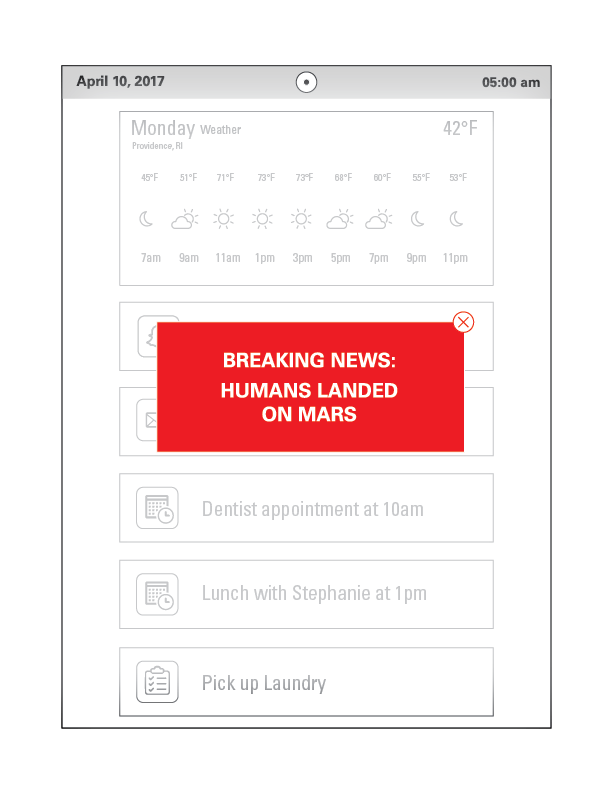 April 10, 2017 05:00 am
Monday Weather 42°F
Providence, RI
45°F 51°F 71°F 73°F 73°F 68°F 60°F 55°F 53°F
7am 9am 11am 1pm 3pm 5pm 7pm 9pm 11pm
BREAKING NEWS:
HUMANS LANDED
ON MARS
Dentist appointment at 10am
Lunch with Stephanie at 1pm
Pick up Laundry